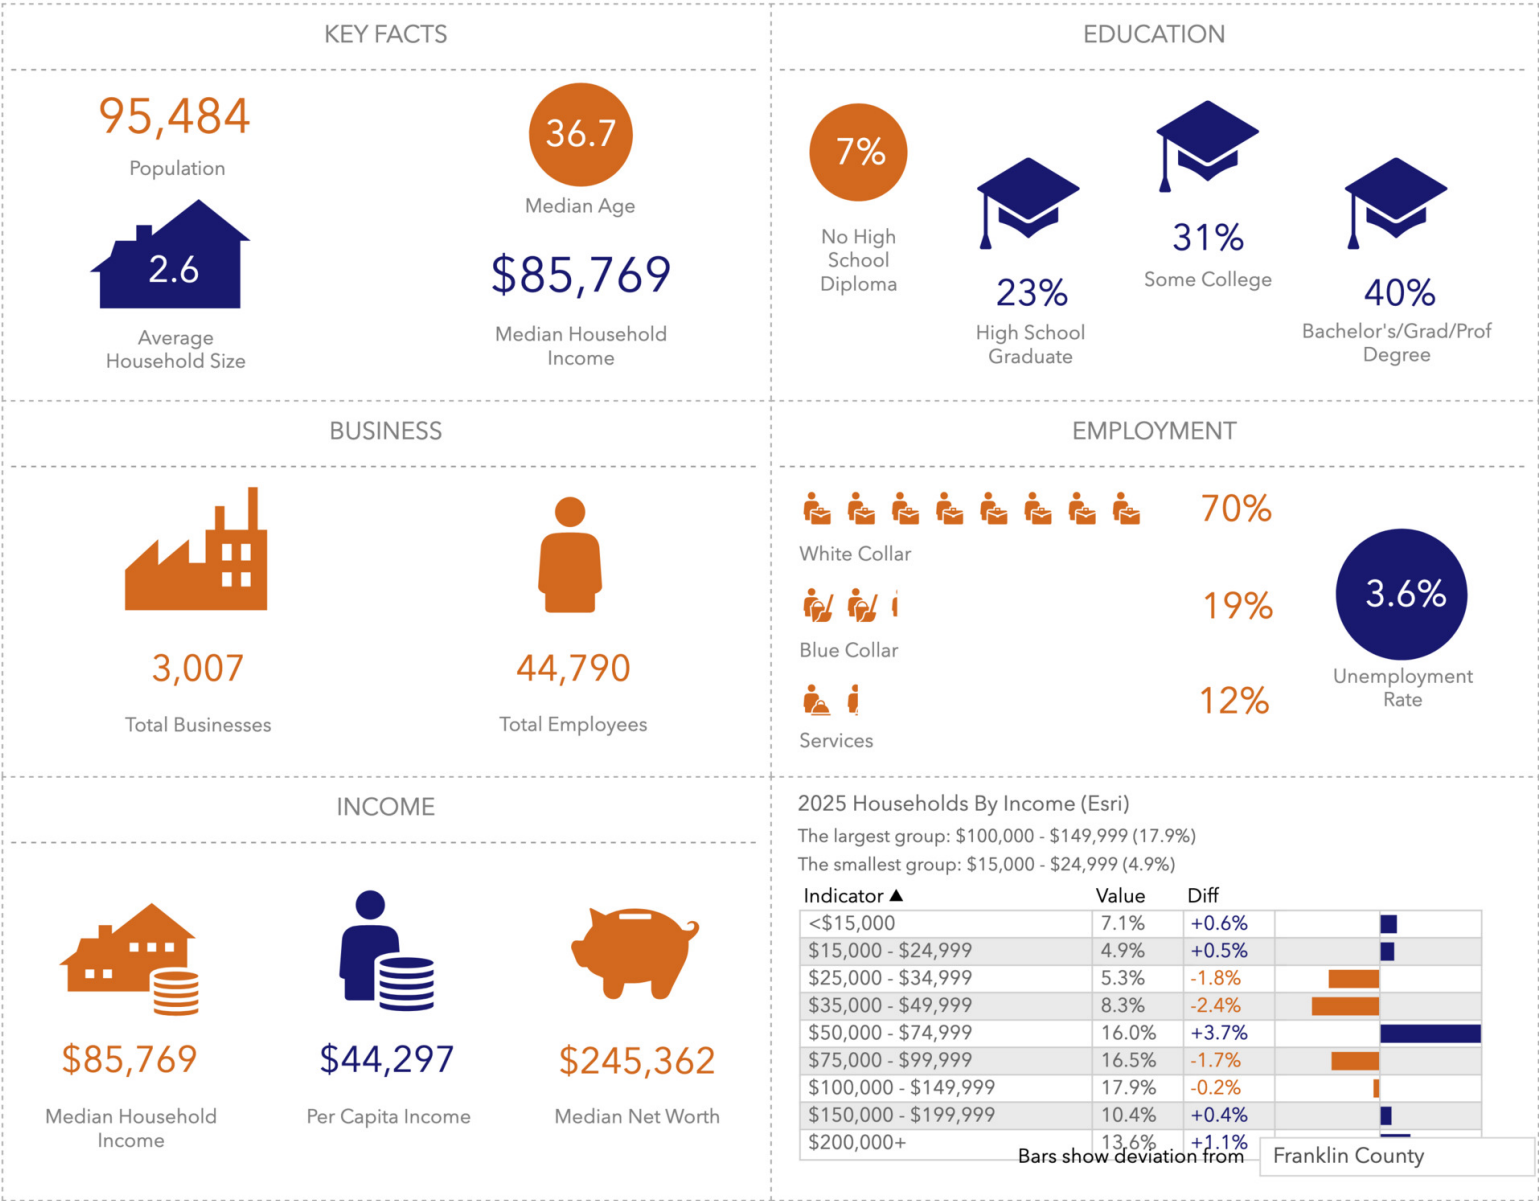 KEY FACTS
95,484
Population
36.7
Median Age
2.6
Average
Household Size
$85,769
Median Household
Income
EDUCATION
7%
No High
School
Diploma
23%
High School
Graduate
31%
Some College
40%
Bachelor's/Grad/Prof
Degree
BUSINESS
3,007
Total Businesses
44,790
Total Employees
EMPLOYMENT
70%
White Collar
19%
Blue Collar
12%
Services
3.6%
Unemployment
Rate
INCOME
$85,769
Median Household
Income
$44,297
Per Capita Income
$245,362
Median Net Worth
2025 Households By Income (Esri)
The largest group: $100,000 - $149,999 (17.9%)
The smallest group: $15,000 - $24,999 (4.9%)
Indicator ▲ Value Diff
<$15,000 7.1% +0.6%
$15,000 - $24,999 4.9% +0.5%
$25,000 - $34,999 5.3% -1.8%
$35,000 - $49,999 8.3% -2.4%
$50,000 - $74,999 16.0% +3.7%
$75,000 - $99,999 16.5% -1.7%
$100,000 - $149,999 17.9% -0.2%
$150,000 - $199,999 10.4% +0.4%
$200,000+ 13.6% +1.1%
Bars show deviation from Franklin County